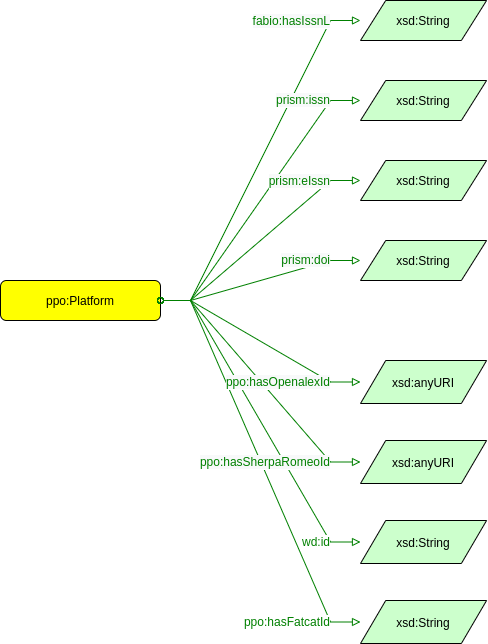 fabio:hasIssnL
xsd:String
prism:issn
xsd:String
prism:eIssn
xsd:String
prism:doi
xsd:String
ppo:Platform
ppo:hasOpenalexId
xsd:anyURI
ppo:hasSherpaRomeoId
xsd:anyURI
wd:id
xsd:String
ppo:hasFatcatId
xsd:String